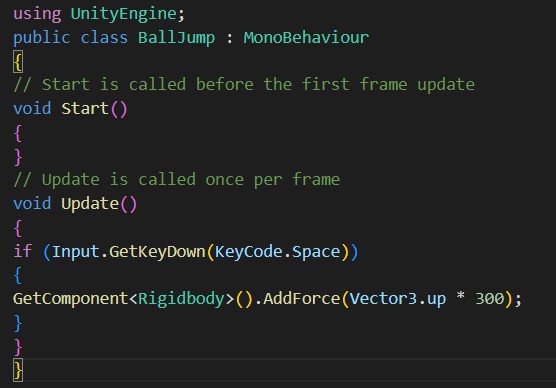 using UnityEngine;
public class BallJump : MonoBehaviour
{
// Start is called before the first frame update
void Start()
{
}
// Update is called once per frame
void Update()
{
if (Input.GetKeyDown(KeyCode.Space))
{
GetComponent<Rigidbody>().AddForce(Vector3.up * 300);
}
}
}